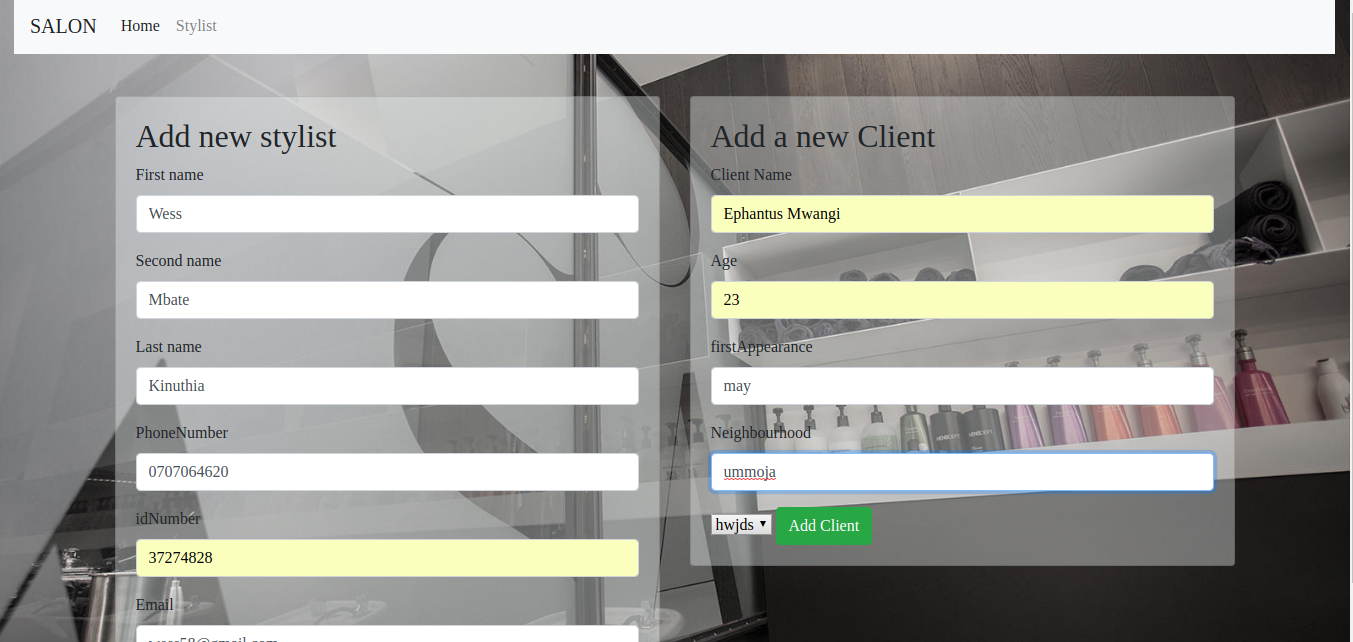 SALON Home Stylist
Add new stylist
First name
Wess
Second name
Mbate
Last name
Kinuthia
PhoneNumber
0707064620
idNumber
37274828
Email
Add a new Client
Client Name
Ephantus Mwangi
Age
23
firstAppearance
may
Neighbourhood
ummoja
hwjds Add Client